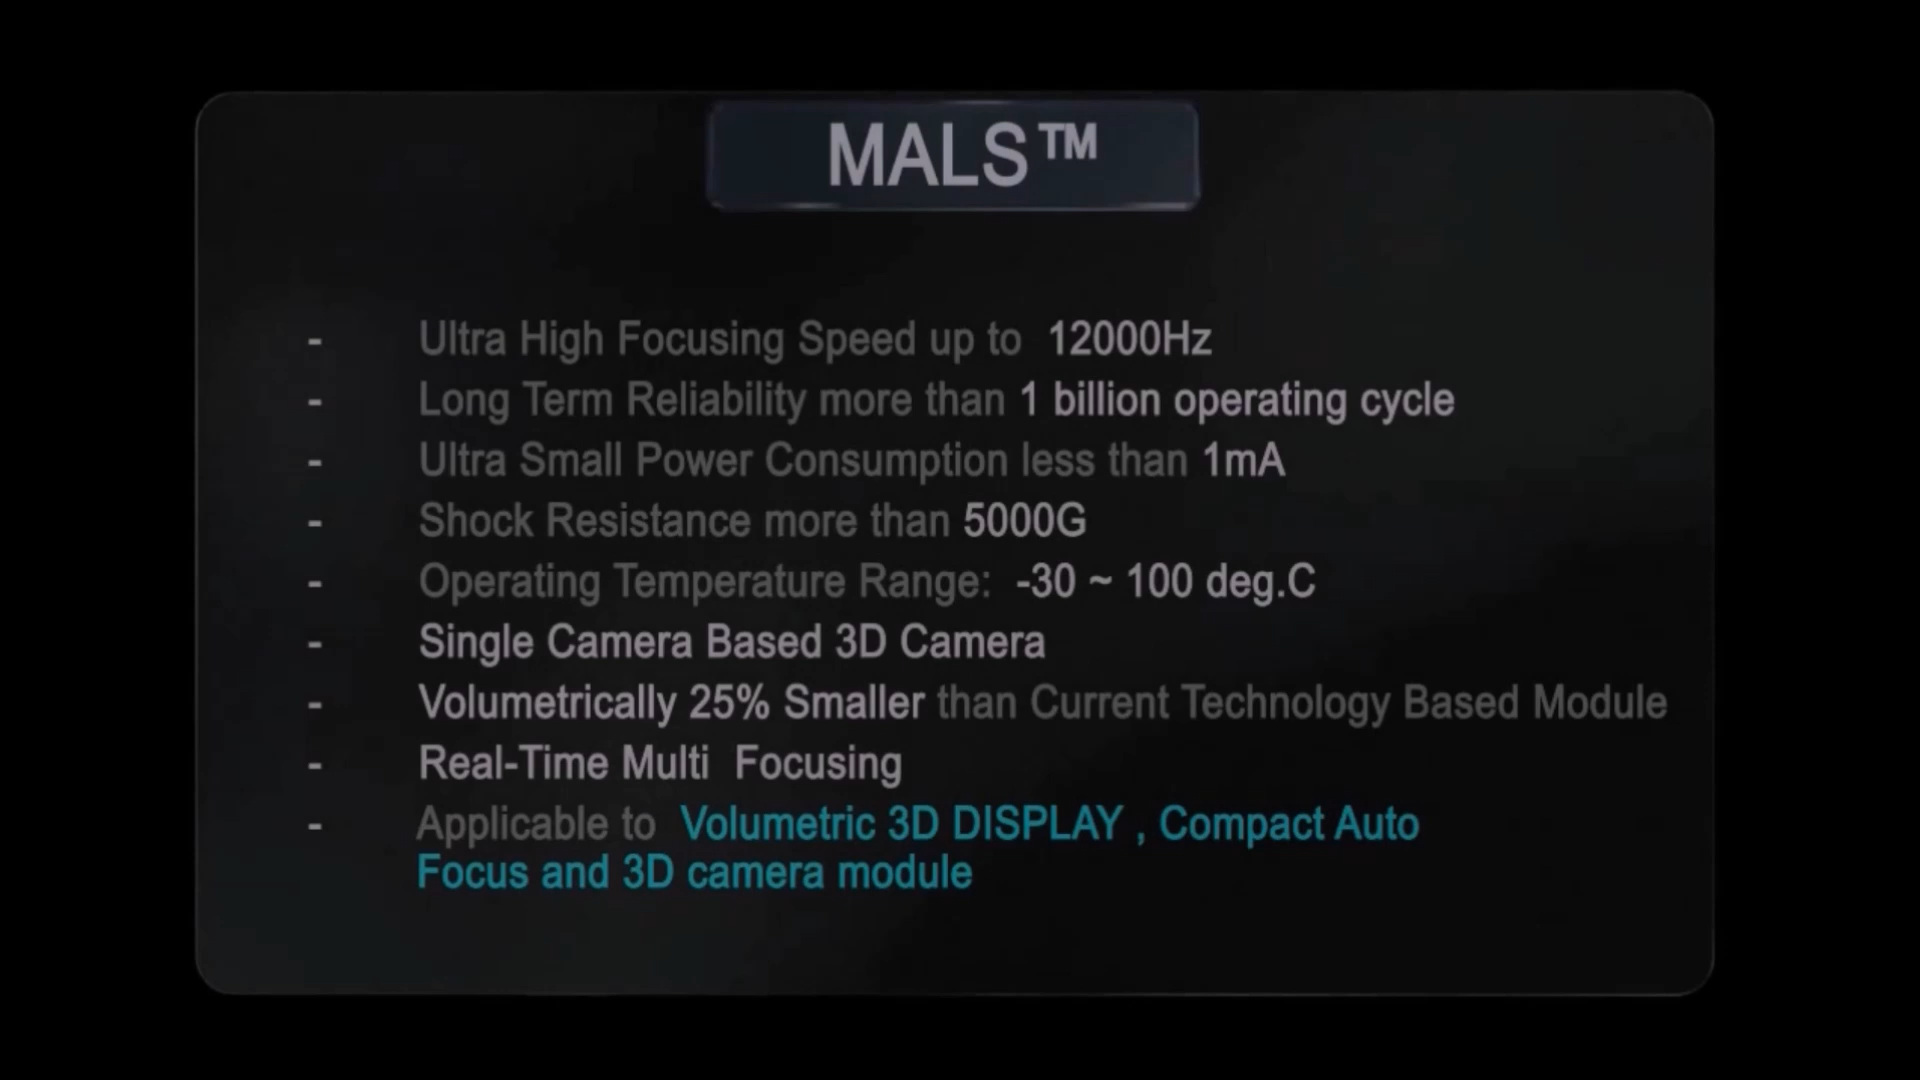 MALS™
- Ultra High Focusing Speed up to 12000Hz
- Long Term Reliability more than 1 billion operating cycle
- Ultra Small Power Consumption less than 1mA
- Shock Resistance more than 5000G
- Operating Temperature Range: -30 ~ 100 deg.C
- Single Camera Based 3D Camera
- Volumetrically 25% Smaller than Current Technology Based Module
- Real-Time Multi Focusing
- Applicable to Volumetric 3D DISPLAY , Compact Auto
Focus and 3D camera module